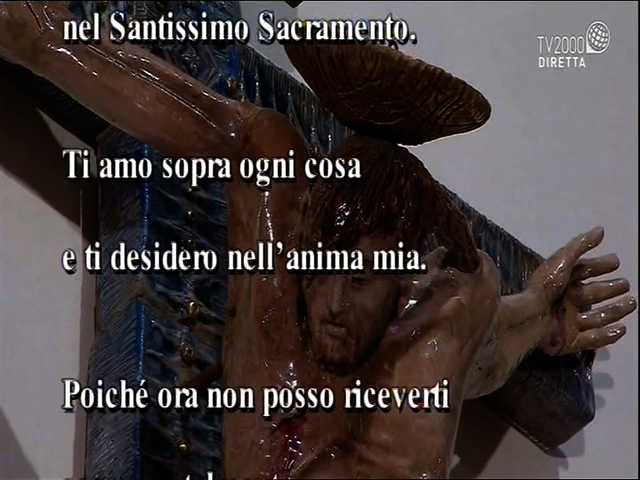 nel Santissimo Sacramento.
TV2000
DIRETTA
Ti amo sopra ogni cosa
e ti desidero nell'anima mia.
Poiché ora non posso riceverti